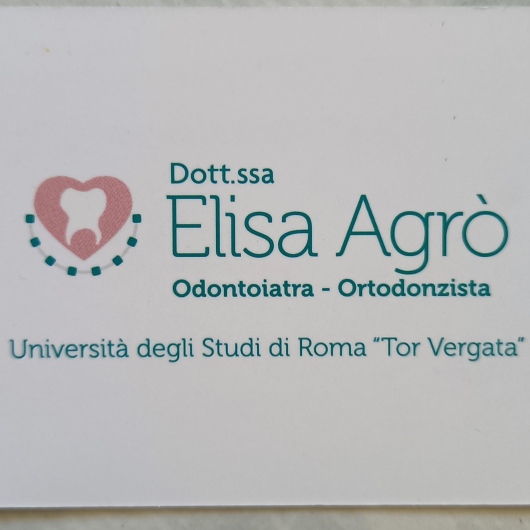 Dott.ssa
Elisa Agrò
Odontoiatra - Ortodonzista
Università degli Studi di Roma "Tor Vergata"